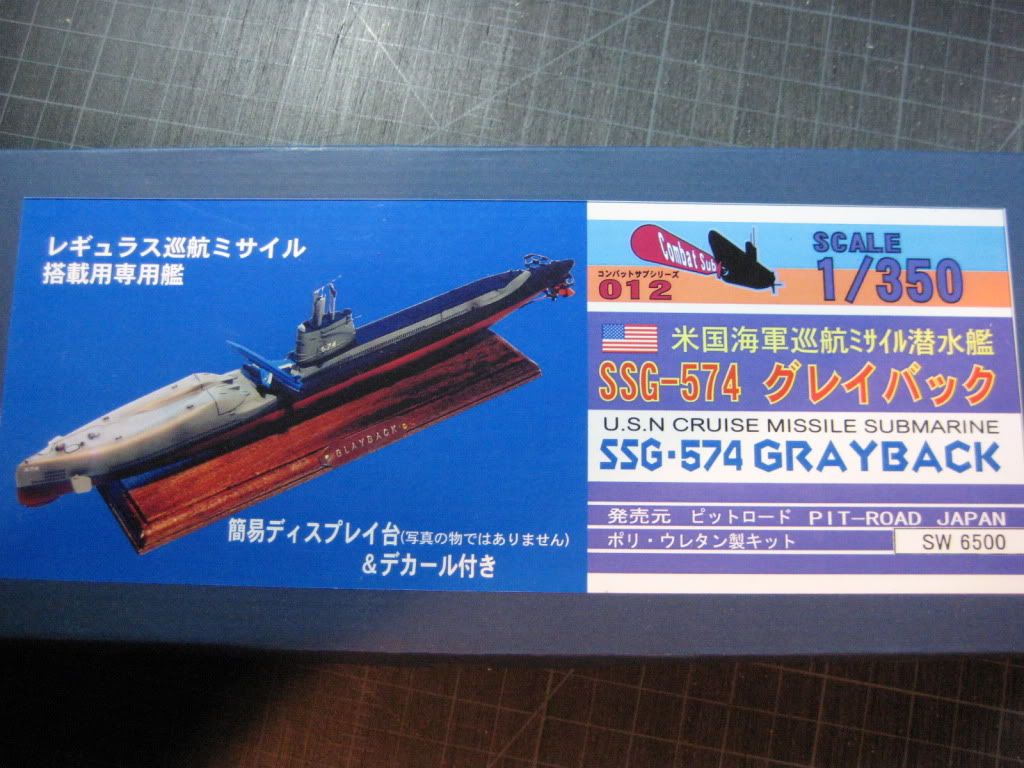 レギュラス巡航ミサイル
搭載用専用艦
574
GLAYBACK
簡易ディスプレイ台(写真の物ではありません)
&デカール付き
Combat Sub
コンバットサブシリーズ
012
SCALE
1/350
米国海軍巡航ミサイル潜水艦
SSG-574 グレイバック
U.S.N CRUISE MISSILE SUBMARINE
SSG·574 GRAYBACK
発売元 ピットロード PIT-ROAD JAPAN
ポリ・ウレタン製キット
SW 6500